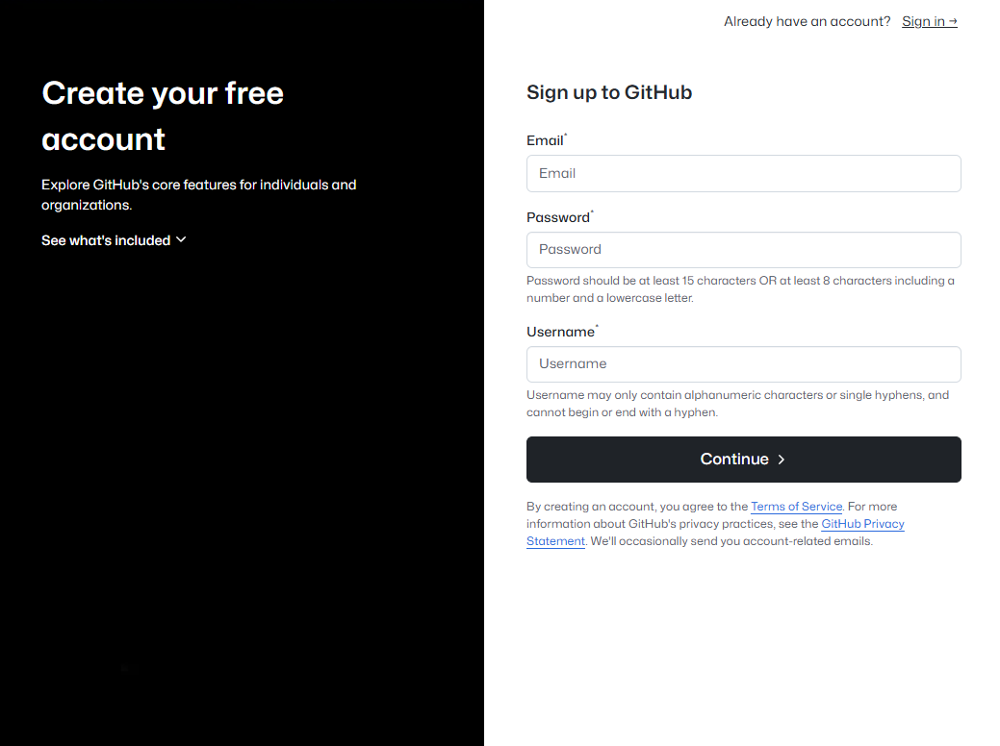 Already have an account? Sign in →
Create your free
account
Explore GitHub's core features for individuals and
organizations.
See what's included
Sign up to GitHub
Email*
Email
Password*
Password
Password should be at least 15 characters OR at least 8 characters including a
number and a lowercase letter.
Username*
Username
Username may only contain alphanumeric characters or single hyphens, and
cannot begin or end with a hyphen.
Continue
By creating an account, you agree to the Terms of Service. For more
information about GitHub's privacy practices, see the GitHub Privacy
Statement. We'll occasionally send you account-related emails.